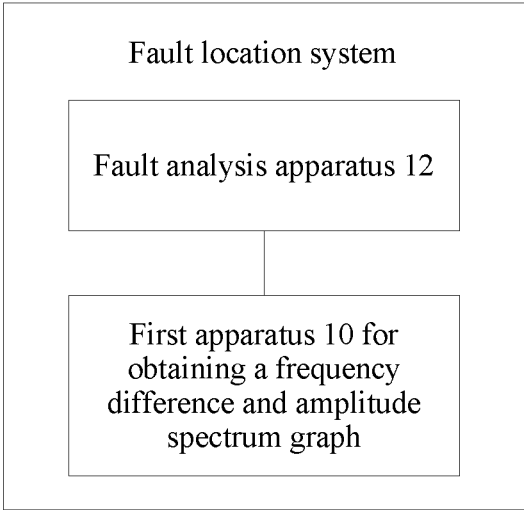 Fault location system
Fault analysis apparatus 12
First apparatus 10 for
obtaining a frequency
difference and amplitude
spectrum graph